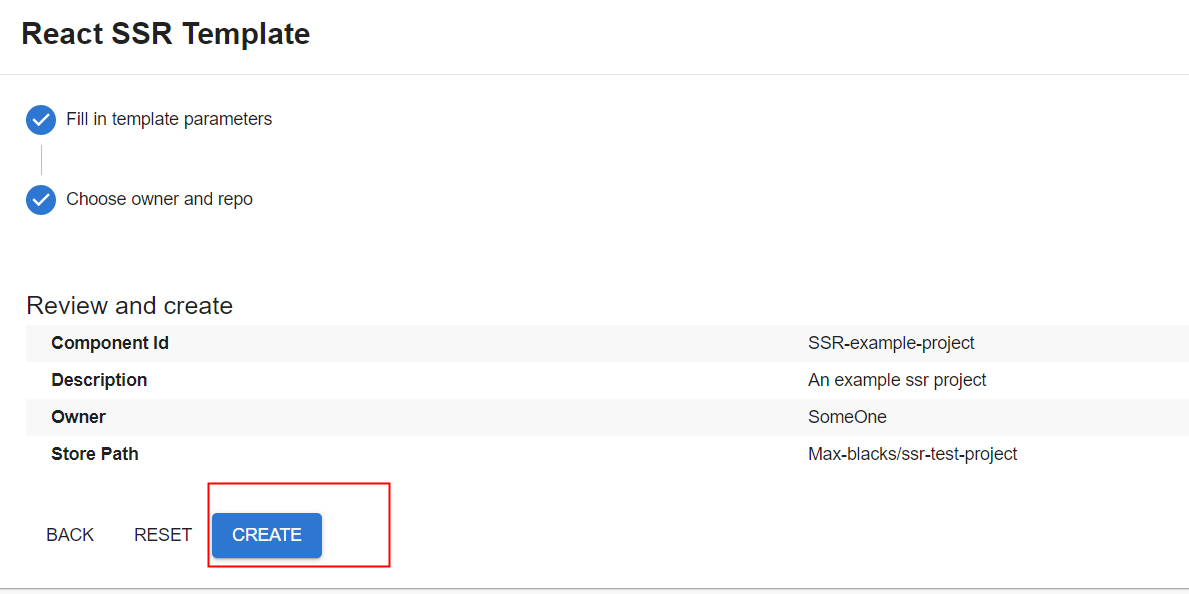 React SSR Template
Fill in template parameters
Choose owner and repo
Review and create
Component Id SSR-example-project
Description An example ssr project
Owner SomeOne
Store Path Max-blacks/ssr-test-project
BACK RESET CREATE